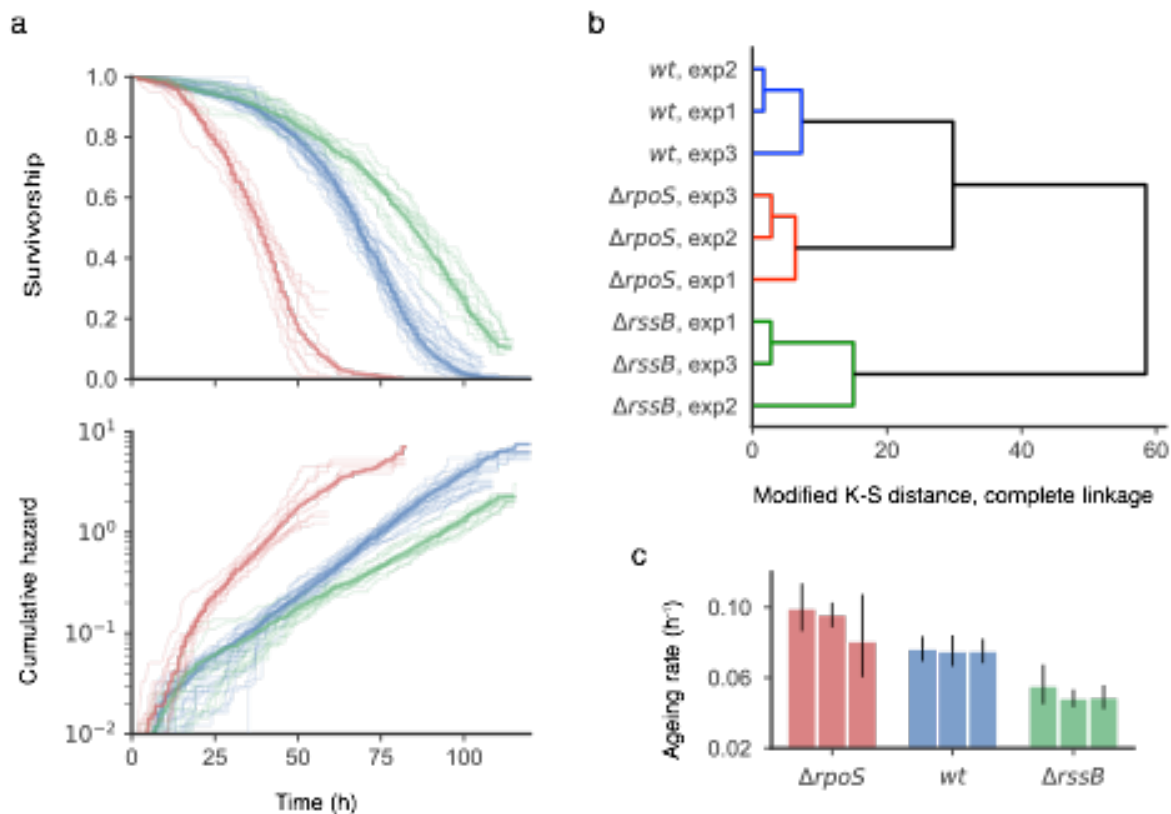 a
1.0
0.8
0.6
0.4
0.2
0.0
Survivorship
10¹
10⁰
10⁻¹
10⁻²
Cumulative hazard
0
25
50
75
100
Time (h)
b
wt, exp2
wt, exp1
wt, exp3
ΔrpoS, exp3
ΔrpoS, exp2
ΔrpoS, exp1
ΔrssB, exp1
ΔrssB, exp3
ΔrssB, exp2
0
20
40
60
Modified K-S distance, complete linkage
c
0.10
0.06
0.02
Ageing rate (h⁻¹)
ΔrpoS
wt
ΔrssB